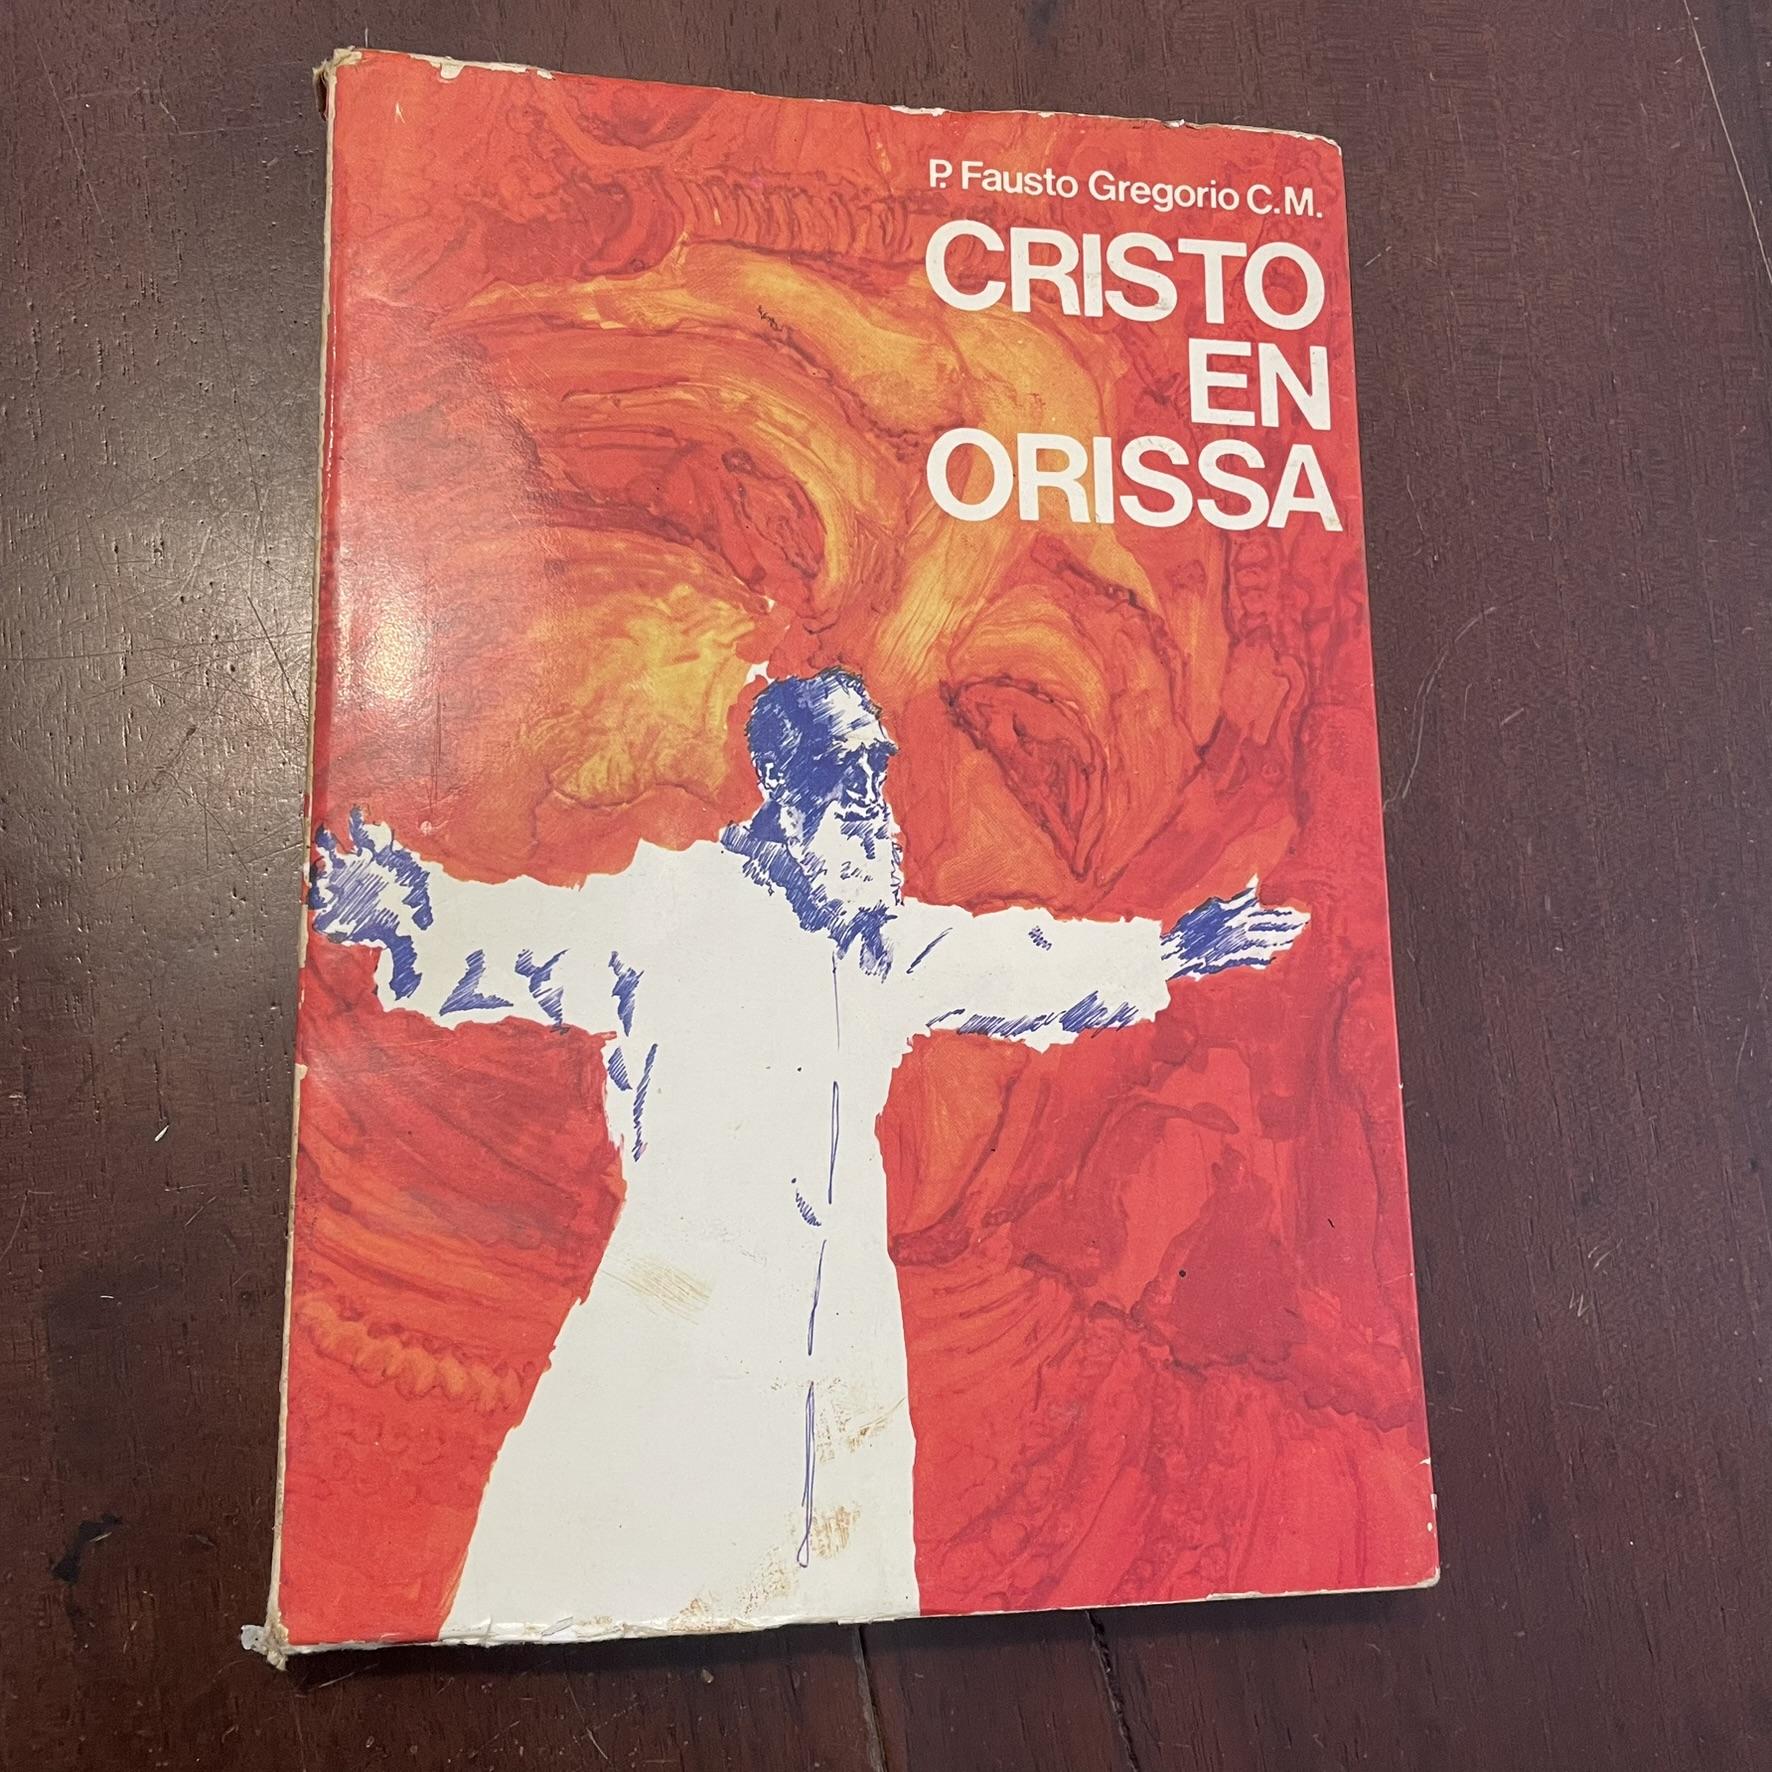 P. Fausto Gregorio C.M.
CRISTO
EN
ORISSA